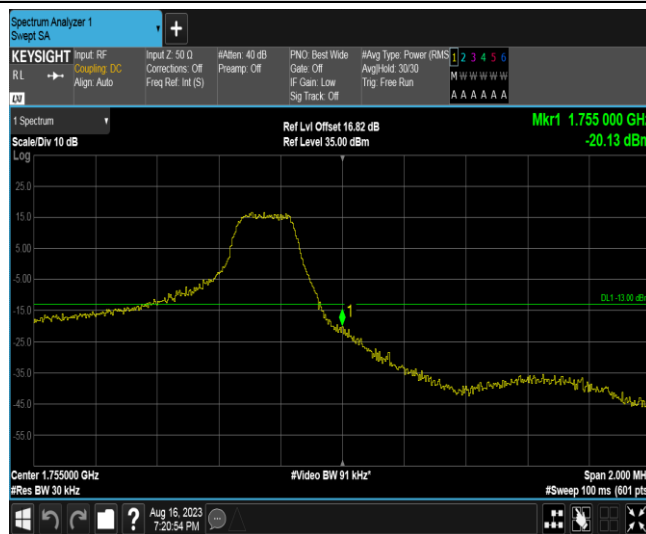 Spectrum Analyzer 1
Swept SA
KEYSIGHT
RL
LXI
Input: RF
Coupling: DC
Align: Auto
Input Z: 50 Ω
Corrections: Off
Freq Ref: Int (S)
#Atten: 40 dB
Preamp: Off
PNO: Best Wide
Gate: Off
IF Gain: Low
Sig Track: Off
#Avg Type: Power (RMS
Avg|Hold: 30/30
Trig: Free Run
1 2 3 4 5 6
M W W W W W
A A A A A A
1 Spectrum
Scale/Div 10 dB
Log
Ref Lvl Offset 16.82 dB
Ref Level 35.00 dBm
Mkr1 1.755 000 GHz
-20.13 dBm
25.0
15.0
5.00
-5.00
-15.0
-35.0
-45.0
-55.0
DL1 -13.00 dBm
1
Center 1.755000 GHz
#Res BW 30 kHz
#Video BW 91 kHz*
Span 2.000 MH
#Sweep 100 ms (601 pts
Aug 16, 2023
7:20:54 PM